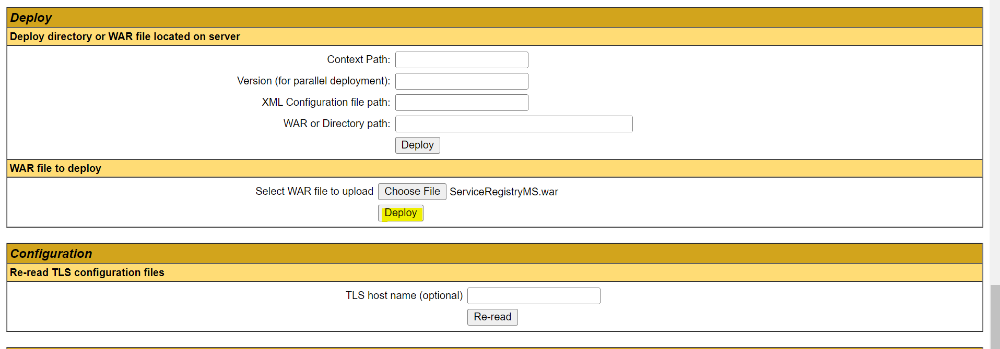 Deploy
Deploy directory or WAR file located on server
Context Path:
Version (for parallel deployment):
XML Configuration file path:
WAR or Directory path:
Deploy
WAR file to deploy
Select WAR file to upload Choose File ServiceRegistryMS.war
Deploy
Configuration
Re-read TLS configuration files
TLS host name (optional)
Re-read